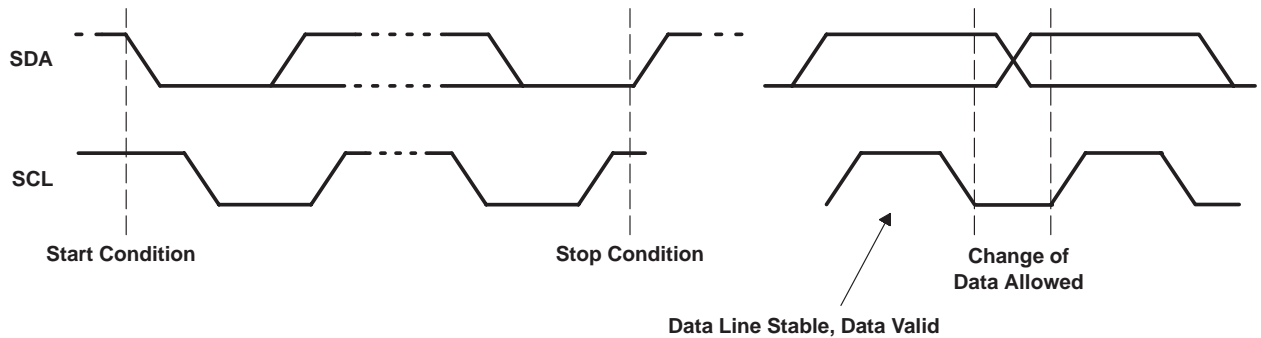 SDA
SCL
Start Condition
Stop Condition
Change of
Data Allowed
Data Line Stable, Data Valid